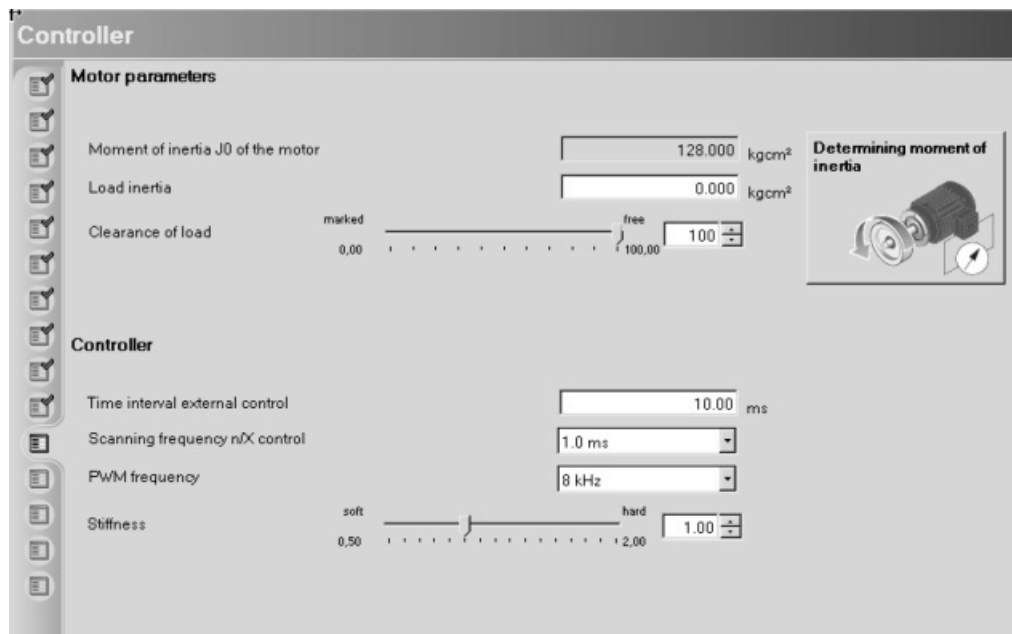 Controller
Motor parameters
Moment of inertia J0 of the motor 128.000 kgcm²
Determining moment of
inertia
Load inertia 0.000 kgcm²
marked free
Clearance of load 100
0,00 100,00
Controller
Time interval external control 10.00 ms
Scanning frequency n/X control 1.0 ms
PWM frequency 8 kHz
soft hard
Stiffness 1.00
0,50 2,00